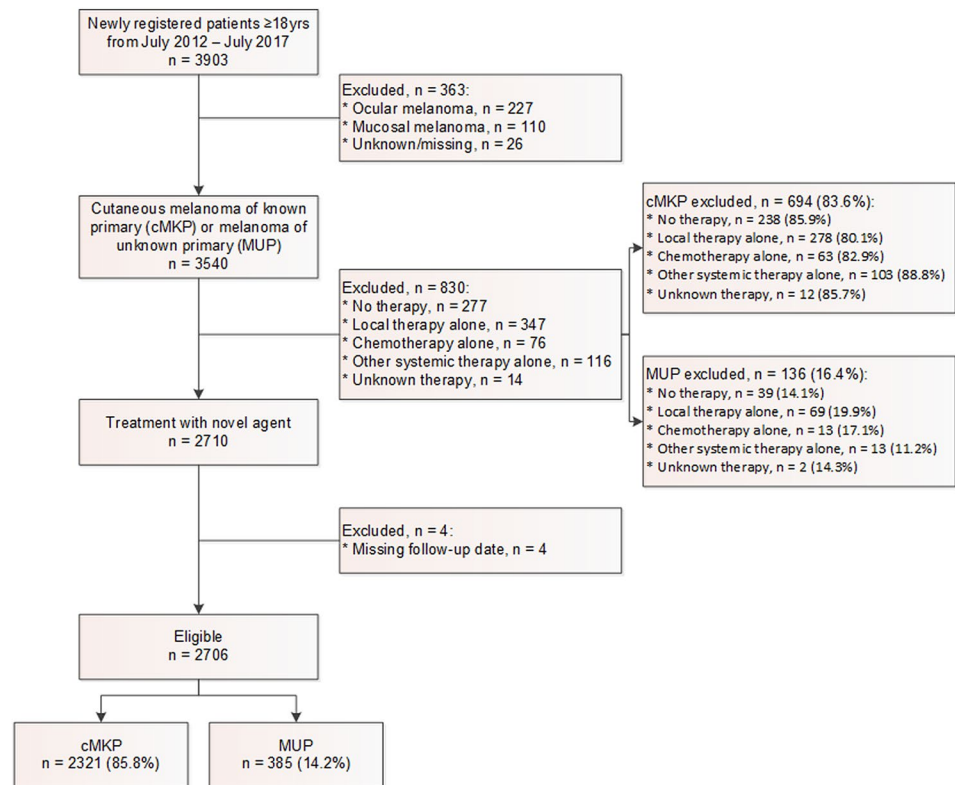 Newly registered patients ≥18yrs
from July 2012 – July 2017
n = 3903
Excluded, n = 363:
* Ocular melanoma, n = 227
* Mucosal melanoma, n = 110
* Unknown/missing, n = 26
Cutaneous melanoma of known
primary (cMKP) or melanoma of
unknown primary (MUP)
n = 3540
Excluded, n = 830:
* No therapy, n = 277
* Local therapy alone, n = 347
* Chemotherapy alone, n = 76
* Other systemic therapy alone, n = 116
* Unknown therapy, n = 14
cMKP excluded, n = 694 (83.6%):
* No therapy, n = 238 (85.9%)
* Local therapy alone, n = 278 (80.1%)
* Chemotherapy alone, n = 63 (82.9%)
* Other systemic therapy alone, n = 103 (88.8%)
* Unknown therapy, n = 12 (85.7%)
MUP excluded, n = 136 (16.4%):
* No therapy, n = 39 (14.1%)
* Local therapy alone, n = 69 (19.9%)
* Chemotherapy alone, n = 13 (17.1%)
* Other systemic therapy alone, n = 13 (11.2%)
* Unknown therapy, n = 2 (14.3%)
Treatment with novel agent
n = 2710
Excluded, n = 4:
* Missing follow-up date, n = 4
Eligible
n = 2706
cMKP
n = 2321 (85.8%)
MUP
n = 385 (14.2%)